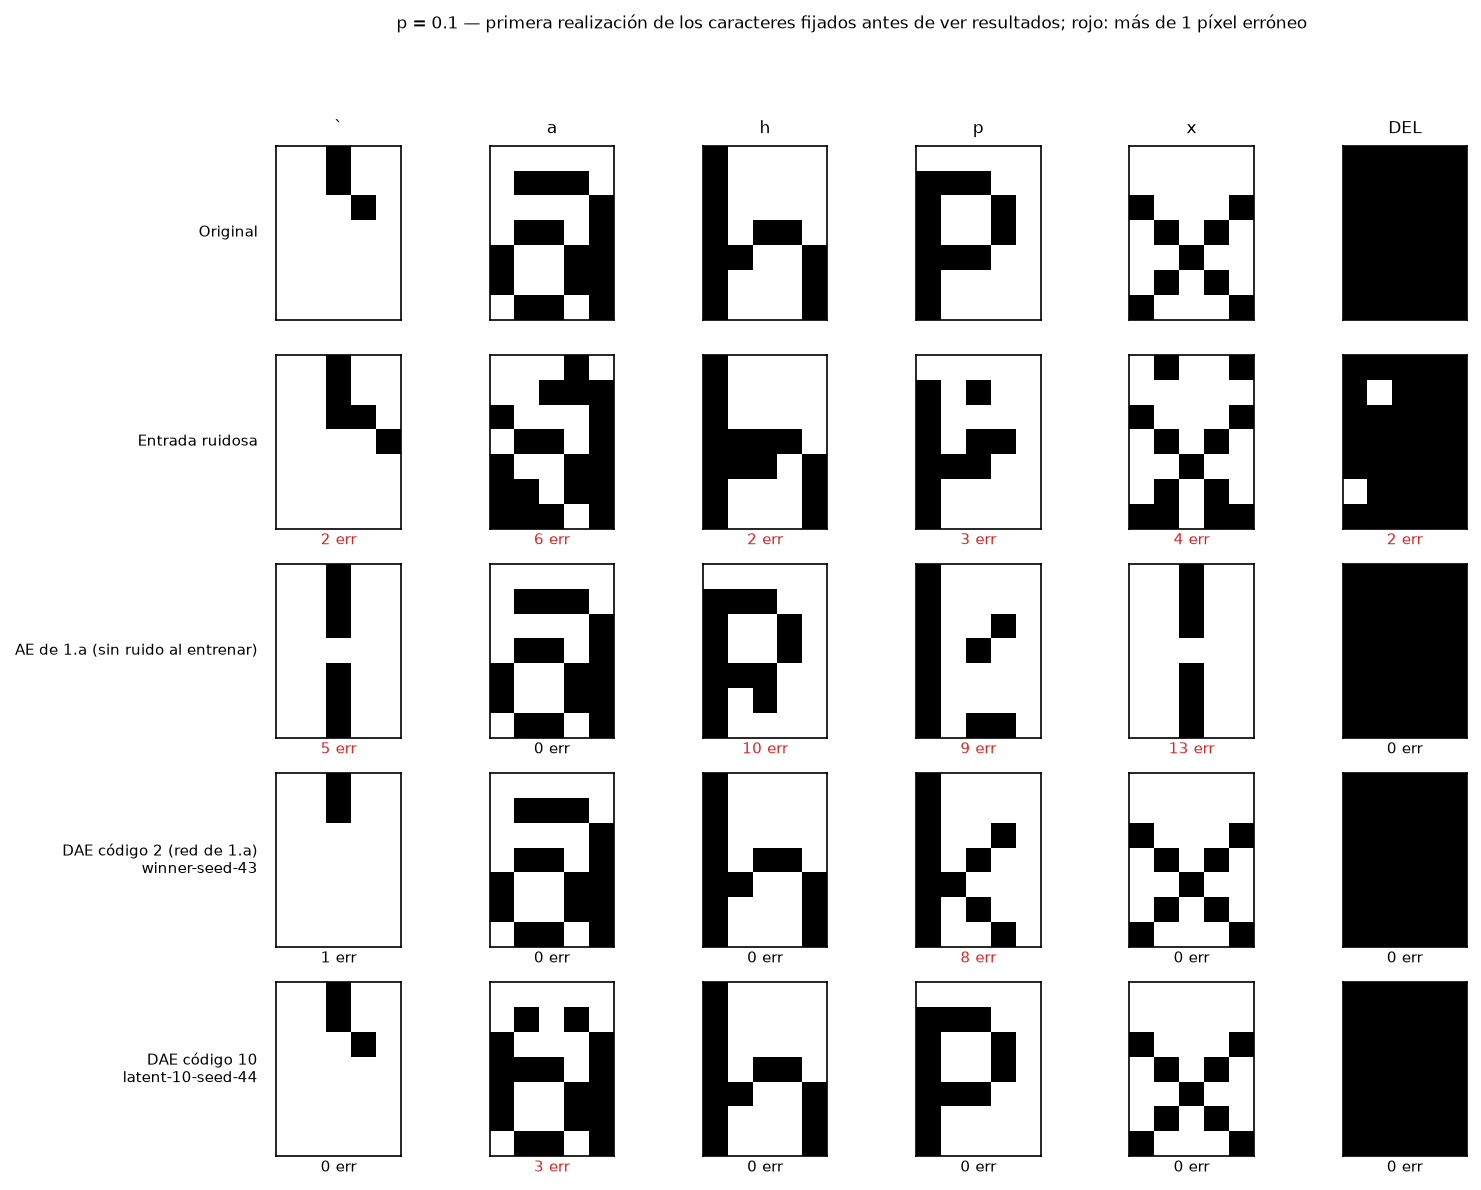 p = 0.1 — primera realización de los caracteres fijados antes de ver resultados; rojo: más de 1 píxel erróneo
` a h p x DEL
Original
Entrada ruidosa
2 err 6 err 2 err 3 err 4 err 2 err
AE de 1.a (sin ruido al entrenar)
5 err 0 err 10 err 9 err 13 err 0 err
DAE código 2 (red de 1.a)
winner-seed-43
1 err 0 err 0 err 8 err 0 err 0 err
DAE código 10
latent-10-seed-44
0 err 3 err 0 err 0 err 0 err 0 err